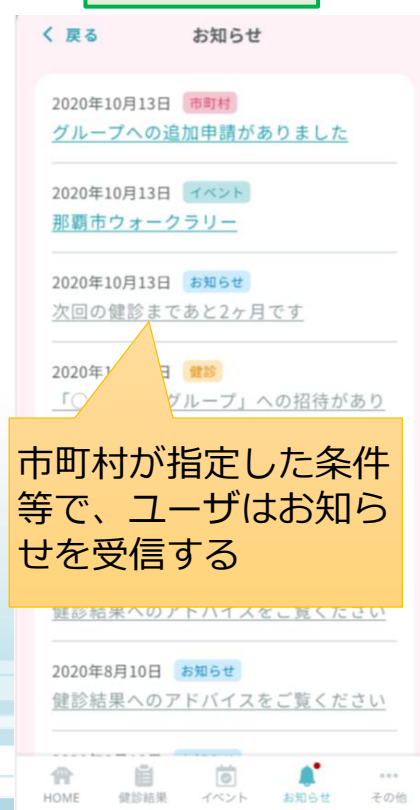 戻る
お知らせ
2020年10月13日 市町村
グループへの追加申請がありました
2020年10月13日 イベント
那覇市ウォークラリー
2020年10月13日 お知らせ
次回の健診まであと2ヶ月です
2020年1 日 健診
「○ グループ」への招待があり
市町村が指定した条件
等で、ユーザはお知ら
せを受信する
健診結果へのアドバイスをご覧ください
2020年8月10日 お知らせ
健診結果へのアドバイスをご覧ください
HOME 健診結果 イベント お知らせ その他